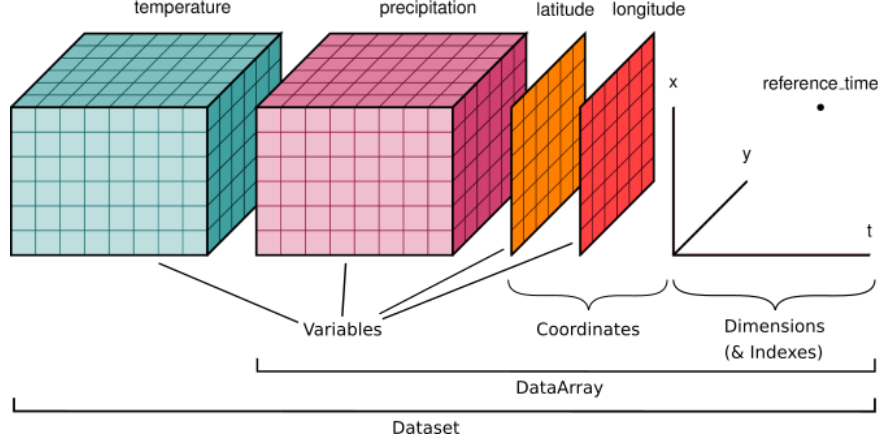 temperature
precipitation
latitude
longitude
x
reference_time
y
t
Variables
Coordinates
Dimensions
(& Indexes)
DataArray
Dataset